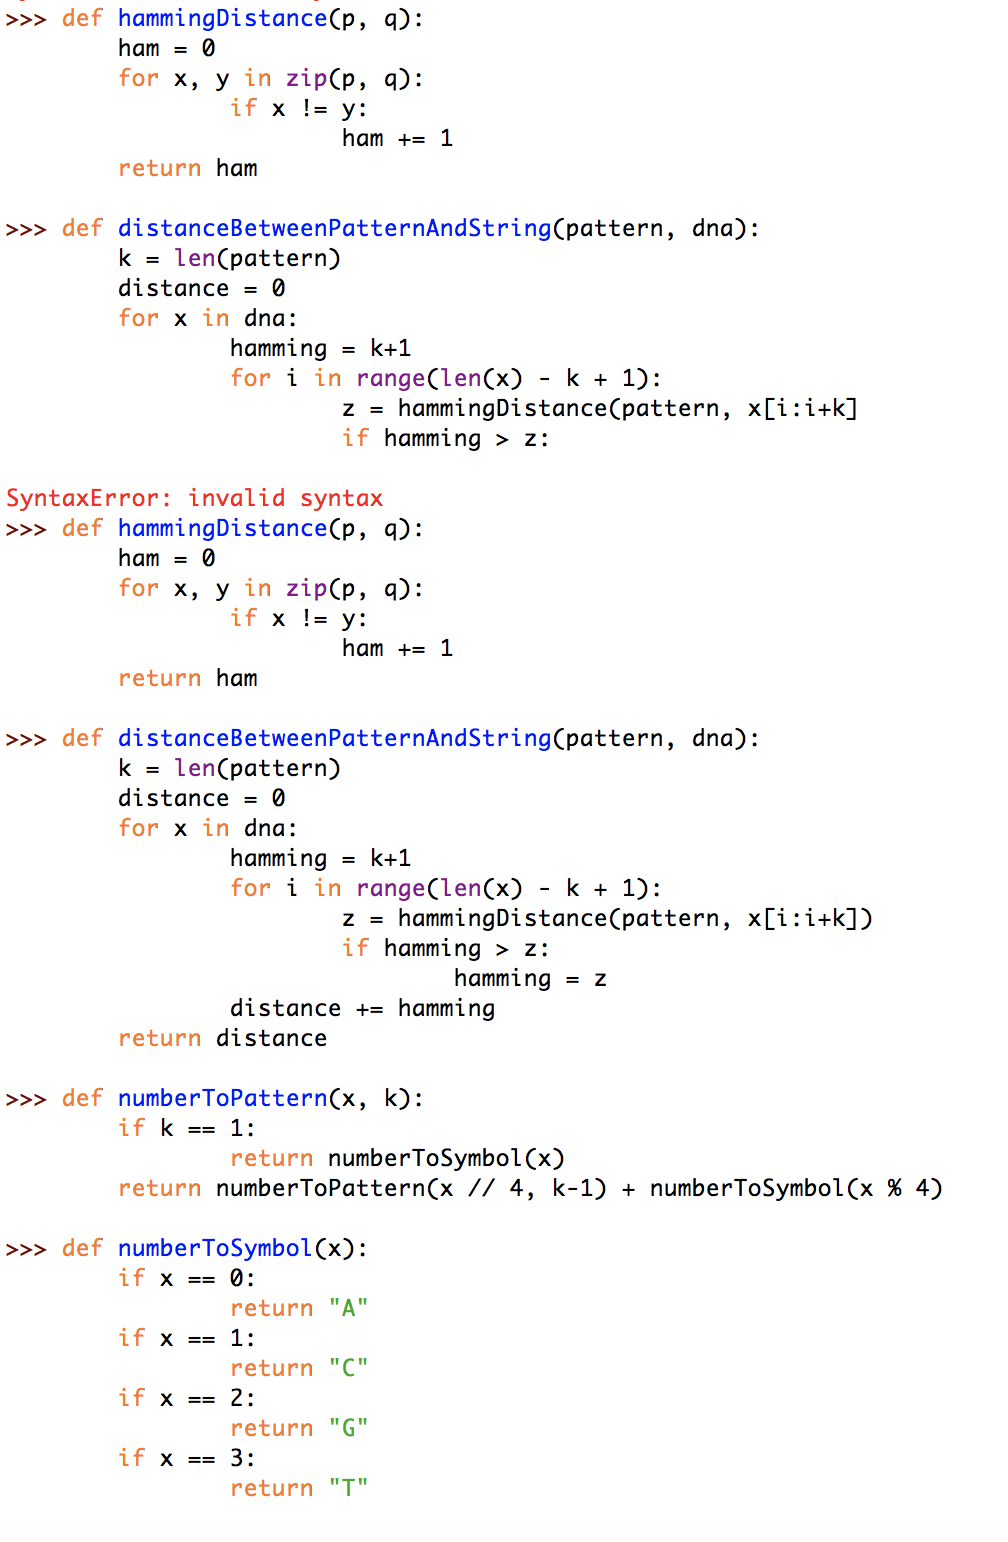 >>> def hammingDistance(p, q):
        ham = 0
        for x, y in zip(p, q):
                if x != y:
                        ham += 1
        return ham

>>> def distanceBetweenPatternAndString(pattern, dna):
        k = len(pattern)
        distance = 0
        for x in dna:
                hamming = k+1
                for i in range(len(x) - k + 1):
                        z = hammingDistance(pattern, x[i:i+k]
                        if hamming > z:

SyntaxError: invalid syntax
>>> def hammingDistance(p, q):
        ham = 0
        for x, y in zip(p, q):
                if x != y:
                        ham += 1
        return ham

>>> def distanceBetweenPatternAndString(pattern, dna):
        k = len(pattern)
        distance = 0
        for x in dna:
                hamming = k+1
                for i in range(len(x) - k + 1):
                        z = hammingDistance(pattern, x[i:i+k])
                        if hamming > z:
                                hamming = z
                distance += hamming
        return distance

>>> def numberToPattern(x, k):
        if k == 1:
                return numberToSymbol(x)
        return numberToPattern(x // 4, k-1) + numberToSymbol(x % 4)

>>> def numberToSymbol(x):
        if x == 0:
                return "A"
        if x == 1:
                return "C"
        if x == 2:
                return "G"
        if x == 3:
                return "T"